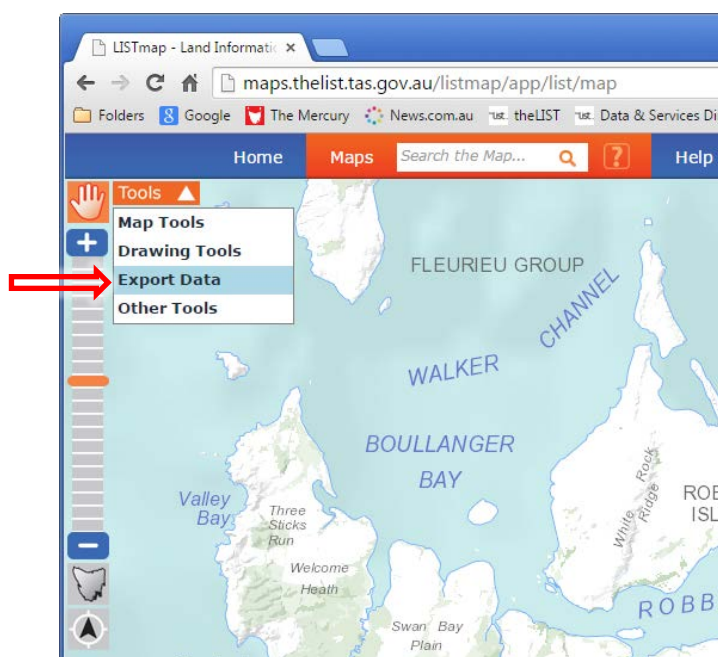 LISTmap - Land Informatic
maps.thelist.tas.gov.au/listmap/app/list/map
Folders Google The Mercury News.com.au theLIST Data & Services Di
Home Maps Search the Map... ? Help
Tools
Map Tools
Drawing Tools
Export Data
Other Tools
FLEURIEU GROUP
CHANNEL
WALKER
BOULLANGER
BAY
Valley
Bay
Three
Sticks
Run
Welcome
Heath
Rock
White Ridge
ROB
ISL
ROBB
Swan Bay
Plain